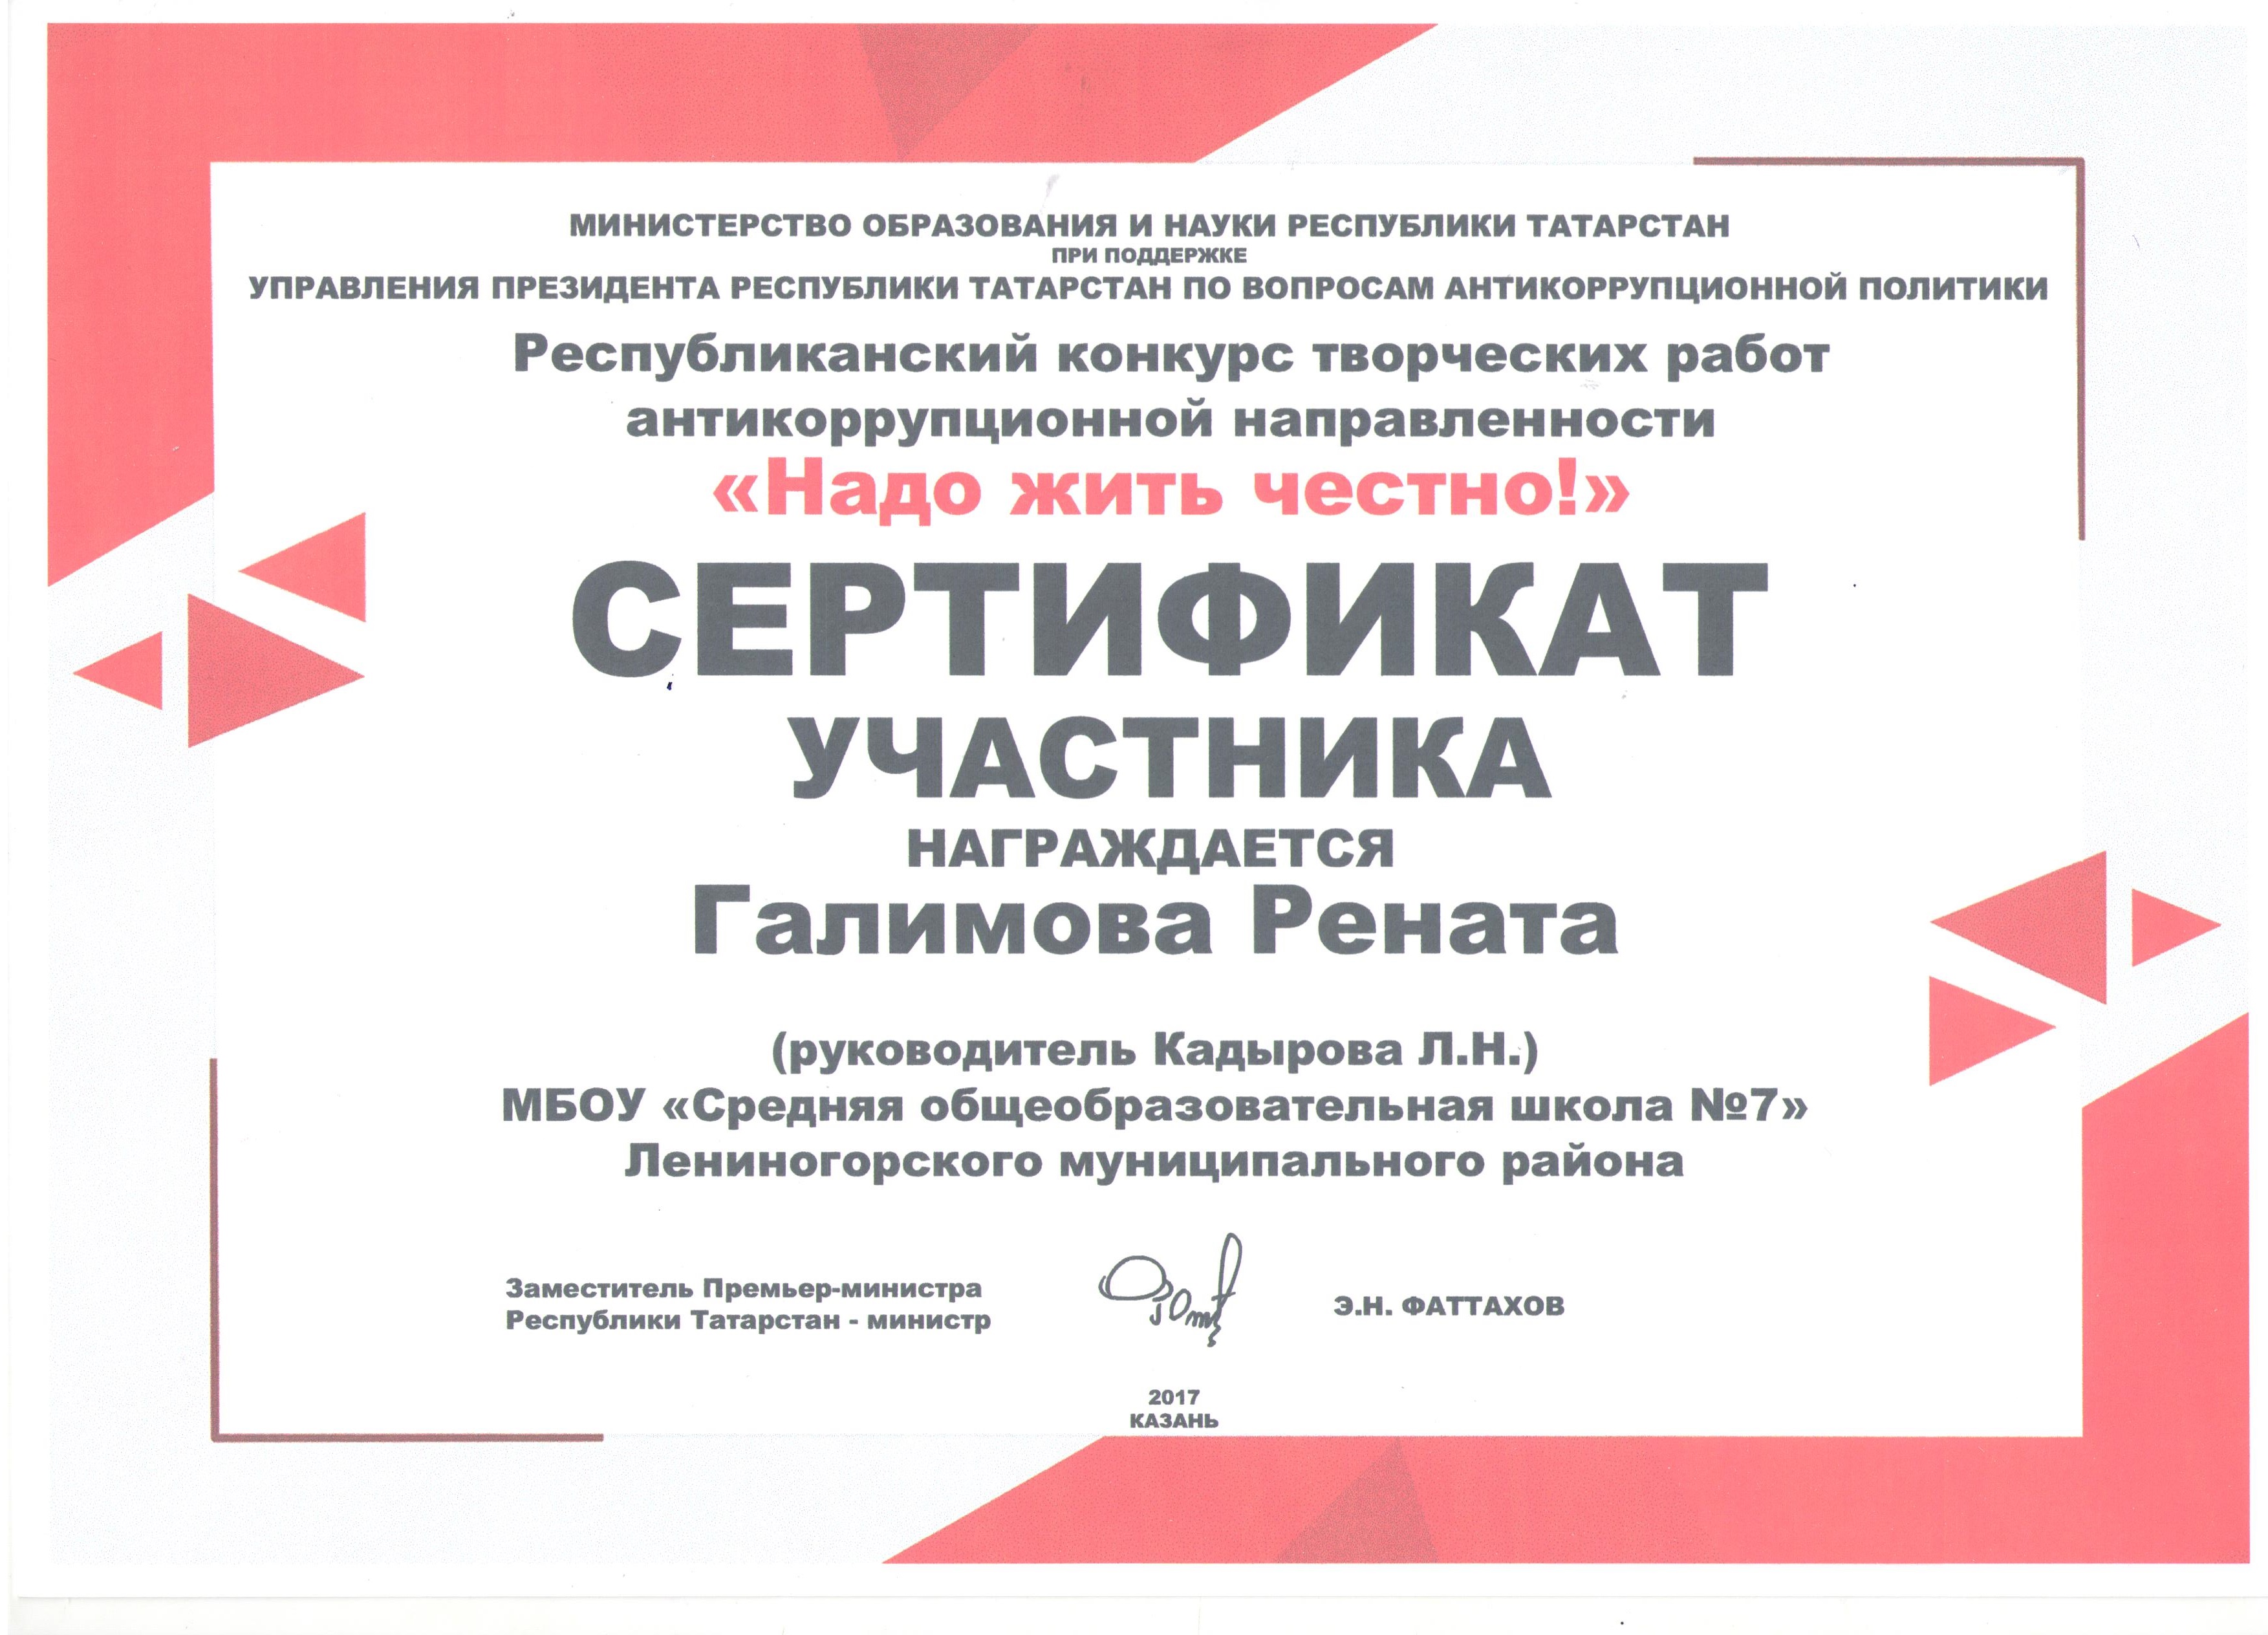 МИНИСТЕРСТВО ОБРАЗОВАНИЯ И НАУКИ РЕСПУБЛИКИ ТАТАРСТАН
ПРИ ПОДДЕРЖКЕ
УПРАВЛЕНИЯ ПРЕЗИДЕНТА РЕСПУБЛИКИ ТАТАРСТАН ПО ВОПРОСАМ АНТИКОРРУПЦИОННОЙ ПОЛИТИКИ
Республиканский конкурс творческих работ
антикоррупционной направленности
«Надо жить честно!»
СЕРТИФИКАТ
УЧАСТНИКА
НАГРАЖДАЕТСЯ
Галимова Рената
(руководитель Кадырова Л.Н.)
МБОУ «Средняя общеобразовательная школа №7»
Лениногорского муниципального района
Заместитель Премьер-министра
Республики Татарстан - министр
Э.Н. ФАТТАХОВ
2017
КАЗАНЬ